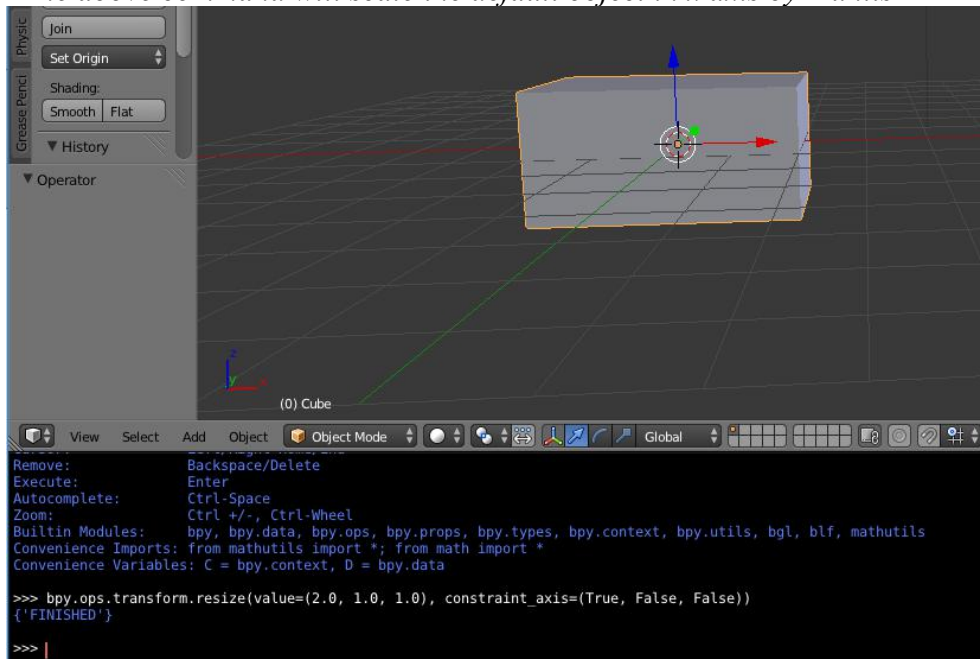 Physic
Join
Set Origin
Grease Penci
Shading:
Smooth Flat
▼ History
▼ Operator
z
y x
(0) Cube
View Select Add Object Object Mode Global
Remove: Backspace/Delete
Execute: Enter
Autocomplete: Ctrl-Space
Zoom: Ctrl +/-, Ctrl-Wheel
Builtin Modules: bpy, bpy.data, bpy.ops, bpy.props, bpy.types, bpy.context, bpy.utils, bgl, blf, mathutils
Convenience Imports: from mathutils import *; from math import *
Convenience Variables: C = bpy.context, D = bpy.data
>>> bpy.ops.transform.resize(value=(2.0, 1.0, 1.0), constraint_axis=(True, False, False))
{'FINISHED'}
>>>